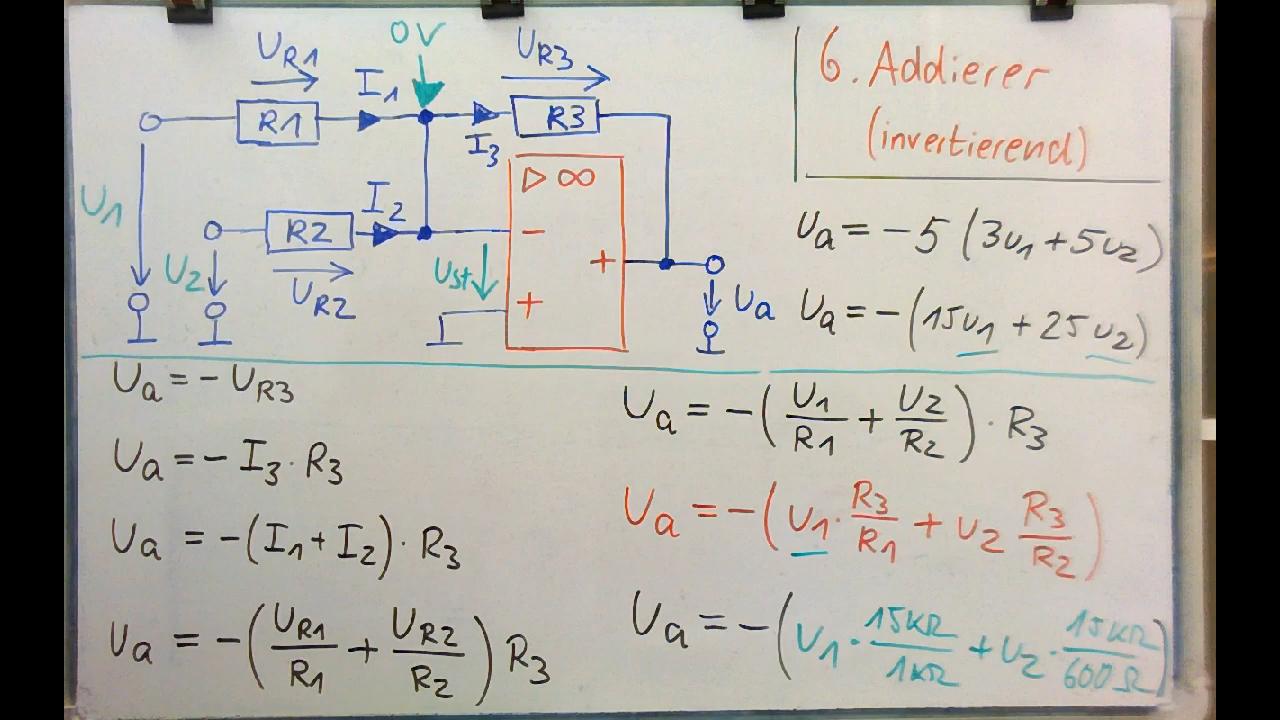 0V
U_R1
I_1
U_R3
R1
I_3
R3
U_1
U_2
R2
I_2
U_R2
U_St
▷ ∞
−
+
+
U_a
6. Addierer
(invertierend)
U_a = −5 (3U_1 + 5U_2)
U_a = −(15U_1 + 25U_2)
U_a = −U_R3
U_a = −I_3 · R_3
U_a = −(I_1 + I_2) · R_3
U_a = −(U_R1/R_1 + U_R2/R_2) R_3
U_a = −(U_1/R_1 + U_2/R_2) · R_3
U_a = −(U_1 · R_3/R_1 + U_2 R_3/R_2)
U_a = −(U_1 · 15kΩ/1kΩ + U_2 · 15kΩ/600Ω)